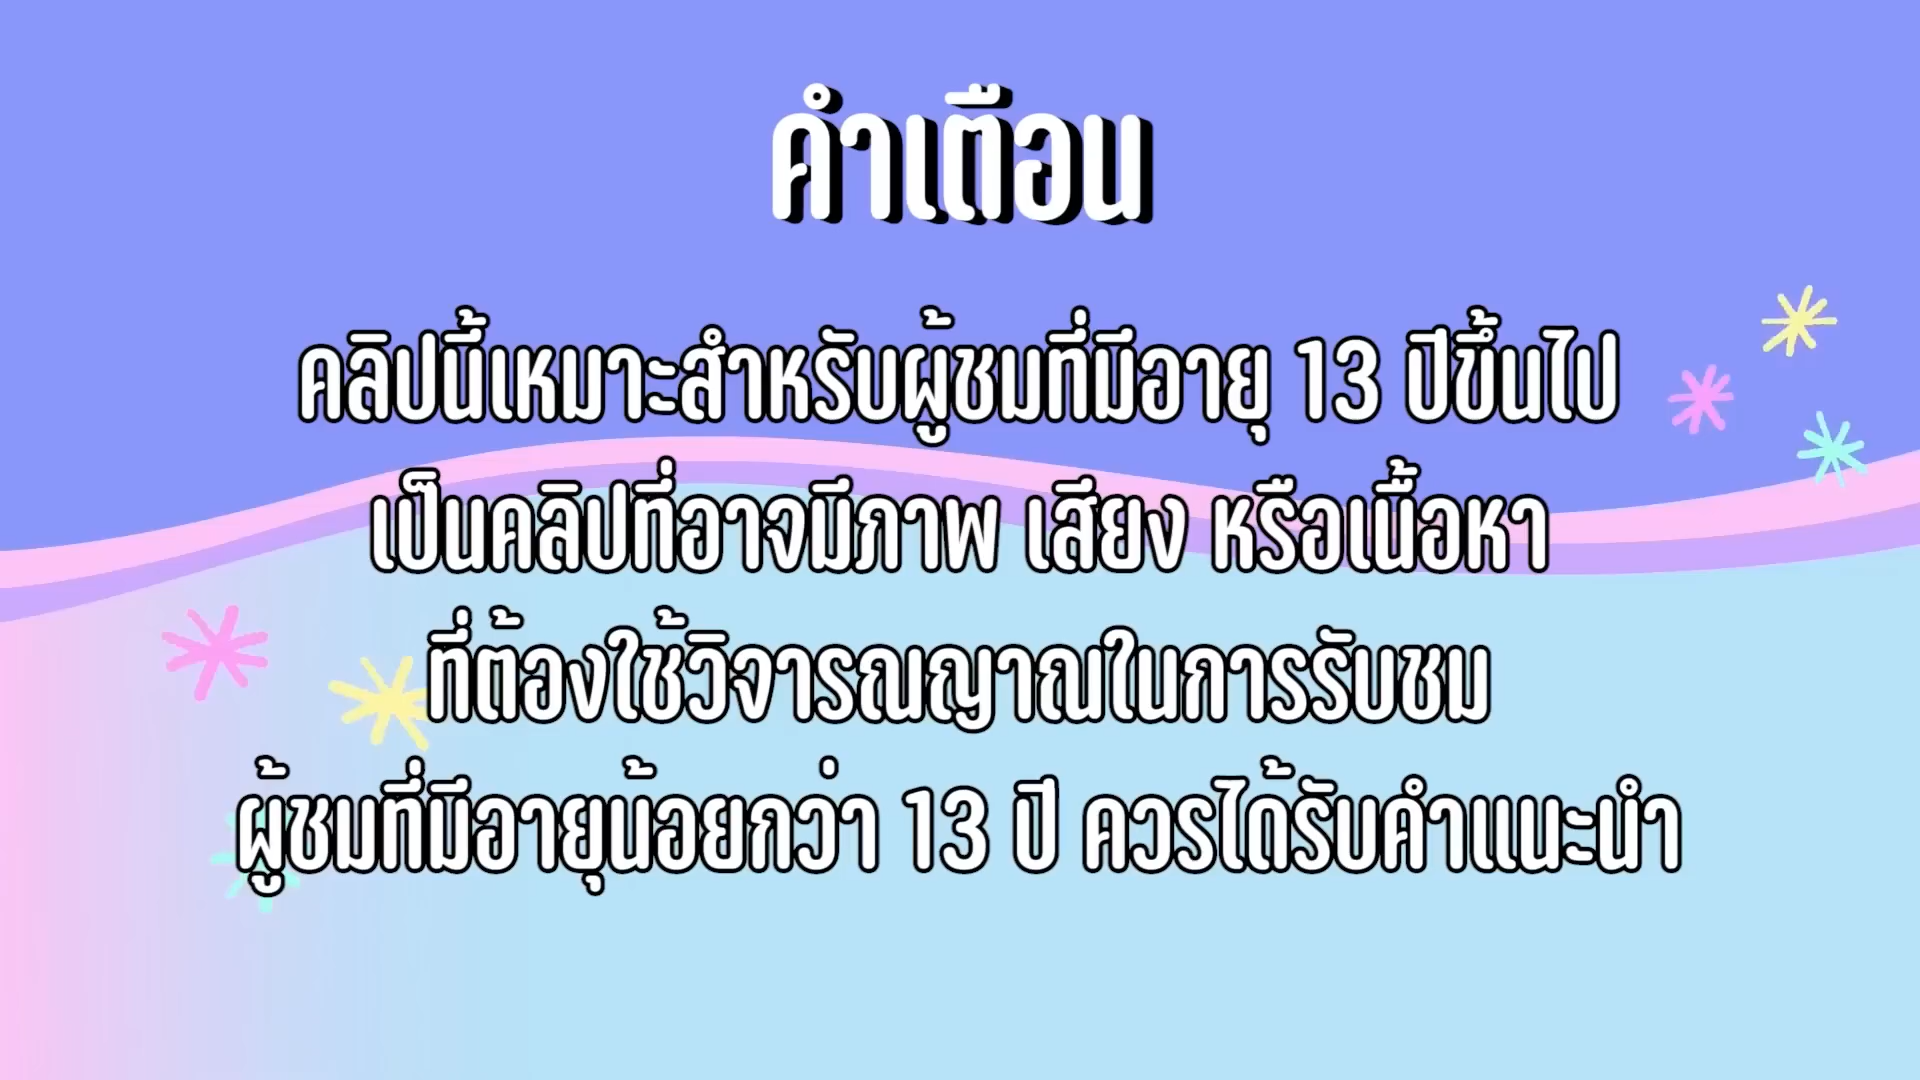 คำเตือน
คลิปนี้เหมาะสำหรับผู้ชมที่มีอายุ 13 ปีขึ้นไป
เป็นคลิปที่อาจมีภาพ เสียง หรือเนื้อหา
ที่ต้องใช้วิจารณญาณในการรับชม
ผู้ชมที่มีอายุน้อยกว่า 13 ปี ควรได้รับคำแนะนำ